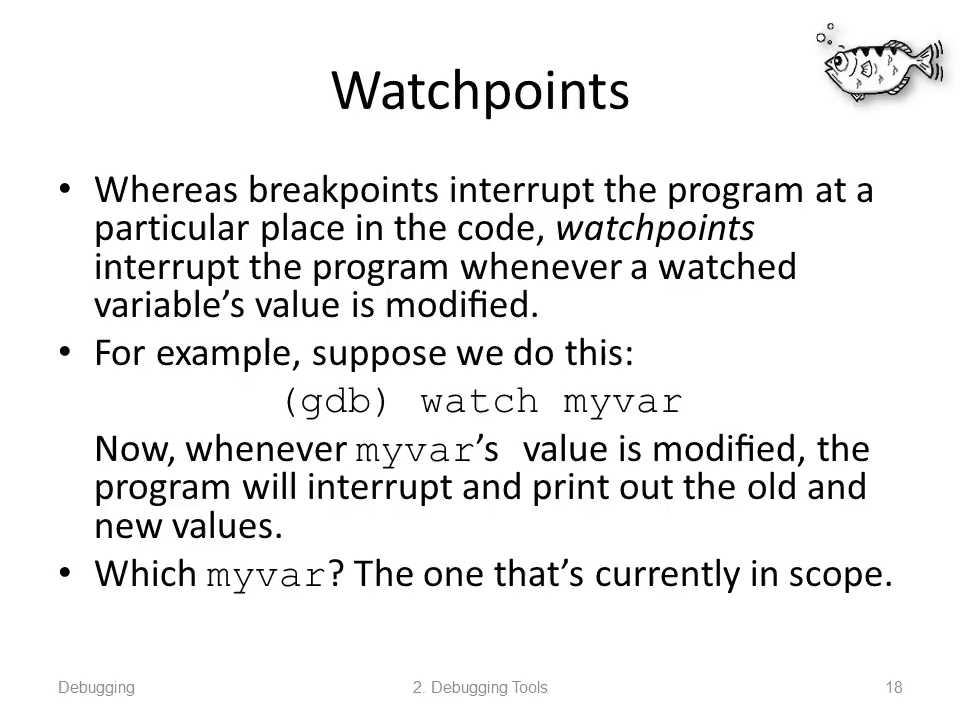 Watchpoints
• Whereas breakpoints interrupt the program at a
particular place in the code, watchpoints
interrupt the program whenever a watched
variable’s value is modified.
• For example, suppose we do this:
(gdb) watch myvar
Now, whenever myvar’s value is modified, the
program will interrupt and print out the old and
new values.
• Which myvar? The one that’s currently in scope.
Debugging
2. Debugging Tools
18